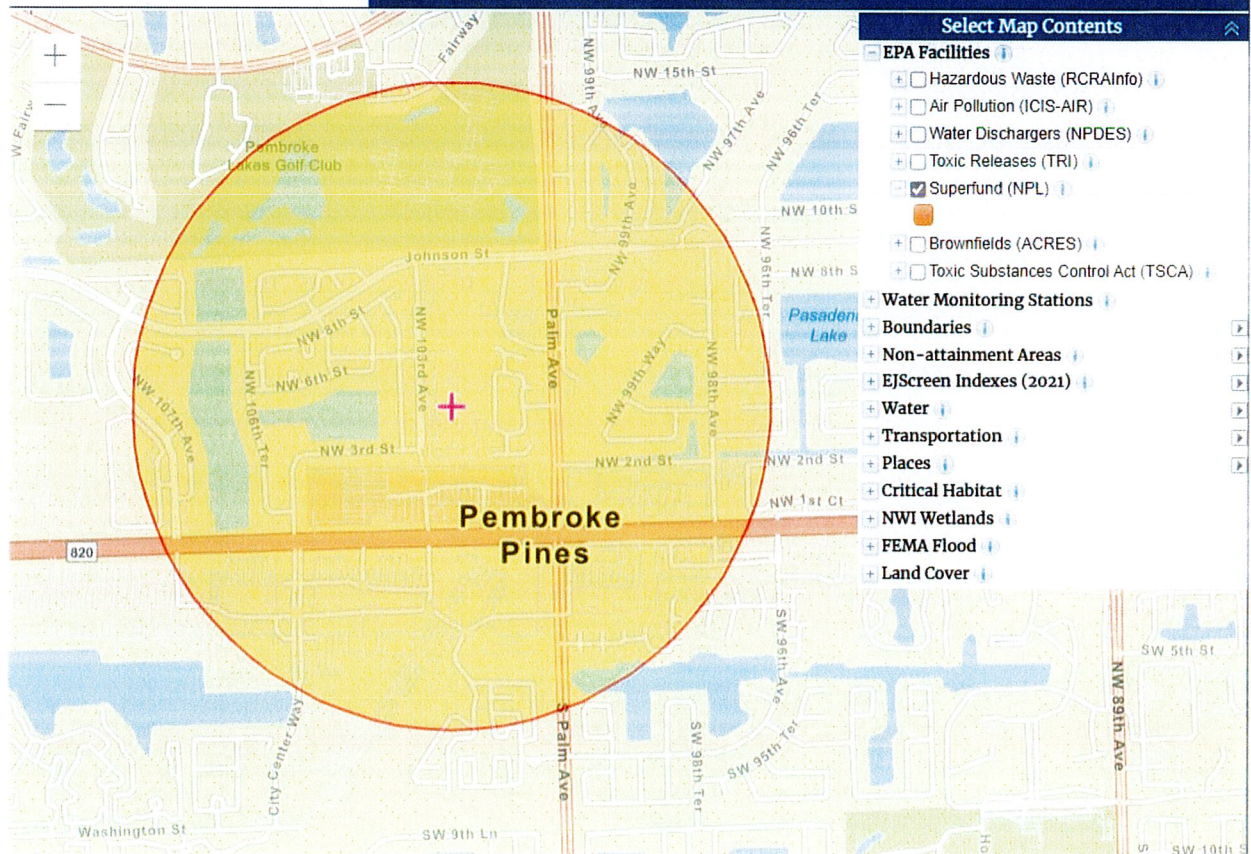 Select Map Contents
EPA Facilities
Hazardous Waste (RCRAInfo)
Air Pollution (ICIS-AIR)
Water Dischargers (NPDES)
Toxic Releases (TRI)
Superfund (NPL)
Brownfields (ACRES)
Toxic Substances Control Act (TSCA)
Water Monitoring Stations
Boundaries
Non-attainment Areas
EJScreen Indexes (2021)
Water
Transportation
Places
Critical Habitat
NWI Wetlands
FEMA Flood
Land Cover
Fairway
NW 99th Ave
NW 15th St
NW 97th Ave
NW 96th Ter
Pembroke
Lakes Golf Club
NW 10th S
NW 99th Ave
Johnson St
NW 96th Ter
NW 8th S
Pasaden
Lake
NW 8th St
NW 103rd Ave
Palm Ave
NW 6th St
NW 99th Way
NW 98th Ave
NW 107th Ave
NW 106th Ter
NW 3rd St
NW 2nd St
NW 2nd St
NW 1st Ct
Pembroke
Pines
820
SW 96th Ave
SW 5th St
NW 89th Ave
City Center Way
S Palm Ave
SW 98th Ter
SW 95th Ter
Washington St
SW 9th Ln
SW 10th S